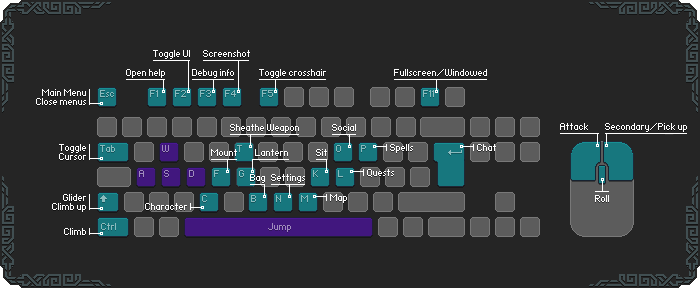 Toggle UI Screenshot
Open help Debug info Toggle crosshair Fullscreen/Windowed
Main Menu
Close menus
Esc F1 F2 F3 F4 F5 F11
Sheathe Weapon Social Attack Secondary/Pick up
Toggle
Cursor
Tab W T O P Spells Chat
Mount Lantern Sit
A S D F G K L Quests
Bag Settings Roll
Glider
Climb up
Character C B N M Map
Climb Ctrl Jump